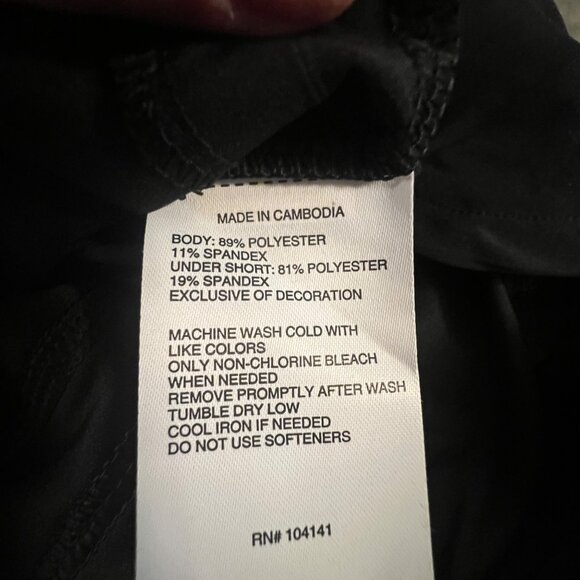 MADE IN CAMBODIA
BODY: 89% POLYESTER
11% SPANDEX
UNDER SHORT: 81% POLYESTER
19% SPANDEX
EXCLUSIVE OF DECORATION
MACHINE WASH COLD WITH
LIKE COLORS
ONLY NON-CHLORINE BLEACH
WHEN NEEDED
REMOVE PROMPTLY AFTER WASH
TUMBLE DRY LOW
COOL IRON IF NEEDED
DO NOT USE SOFTENERS
RN# 104141